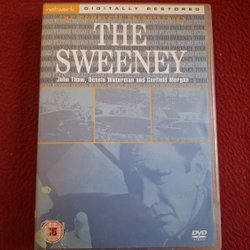 network
DIGITALLY RESTORED
THE
SWEENEY
John Thaw, Dennis Waterman and Garfield Morgan
15
DVD